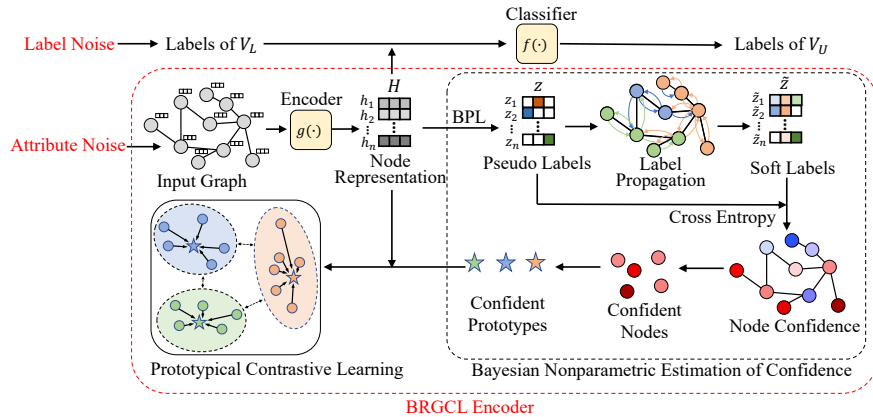 Classifier
Label Noise
Labels of V_L
f(·)
Labels of V_U
H
Z
Z̃
Encoder
g(·)
h_1
h_2
⋮
h_n
BPL
z_1
z_2
⋮
z_n
z̃_1
z̃_2
⋮
z̃_n
Attribute Noise
Input Graph
Node
Representation
Pseudo Labels
Label
Propagation
Soft Labels
Cross Entropy
Confident
Prototypes
Confident
Nodes
Node Confidence
Prototypical Contrastive Learning
Bayesian Nonparametric Estimation of Confidence
BRGCL Encoder